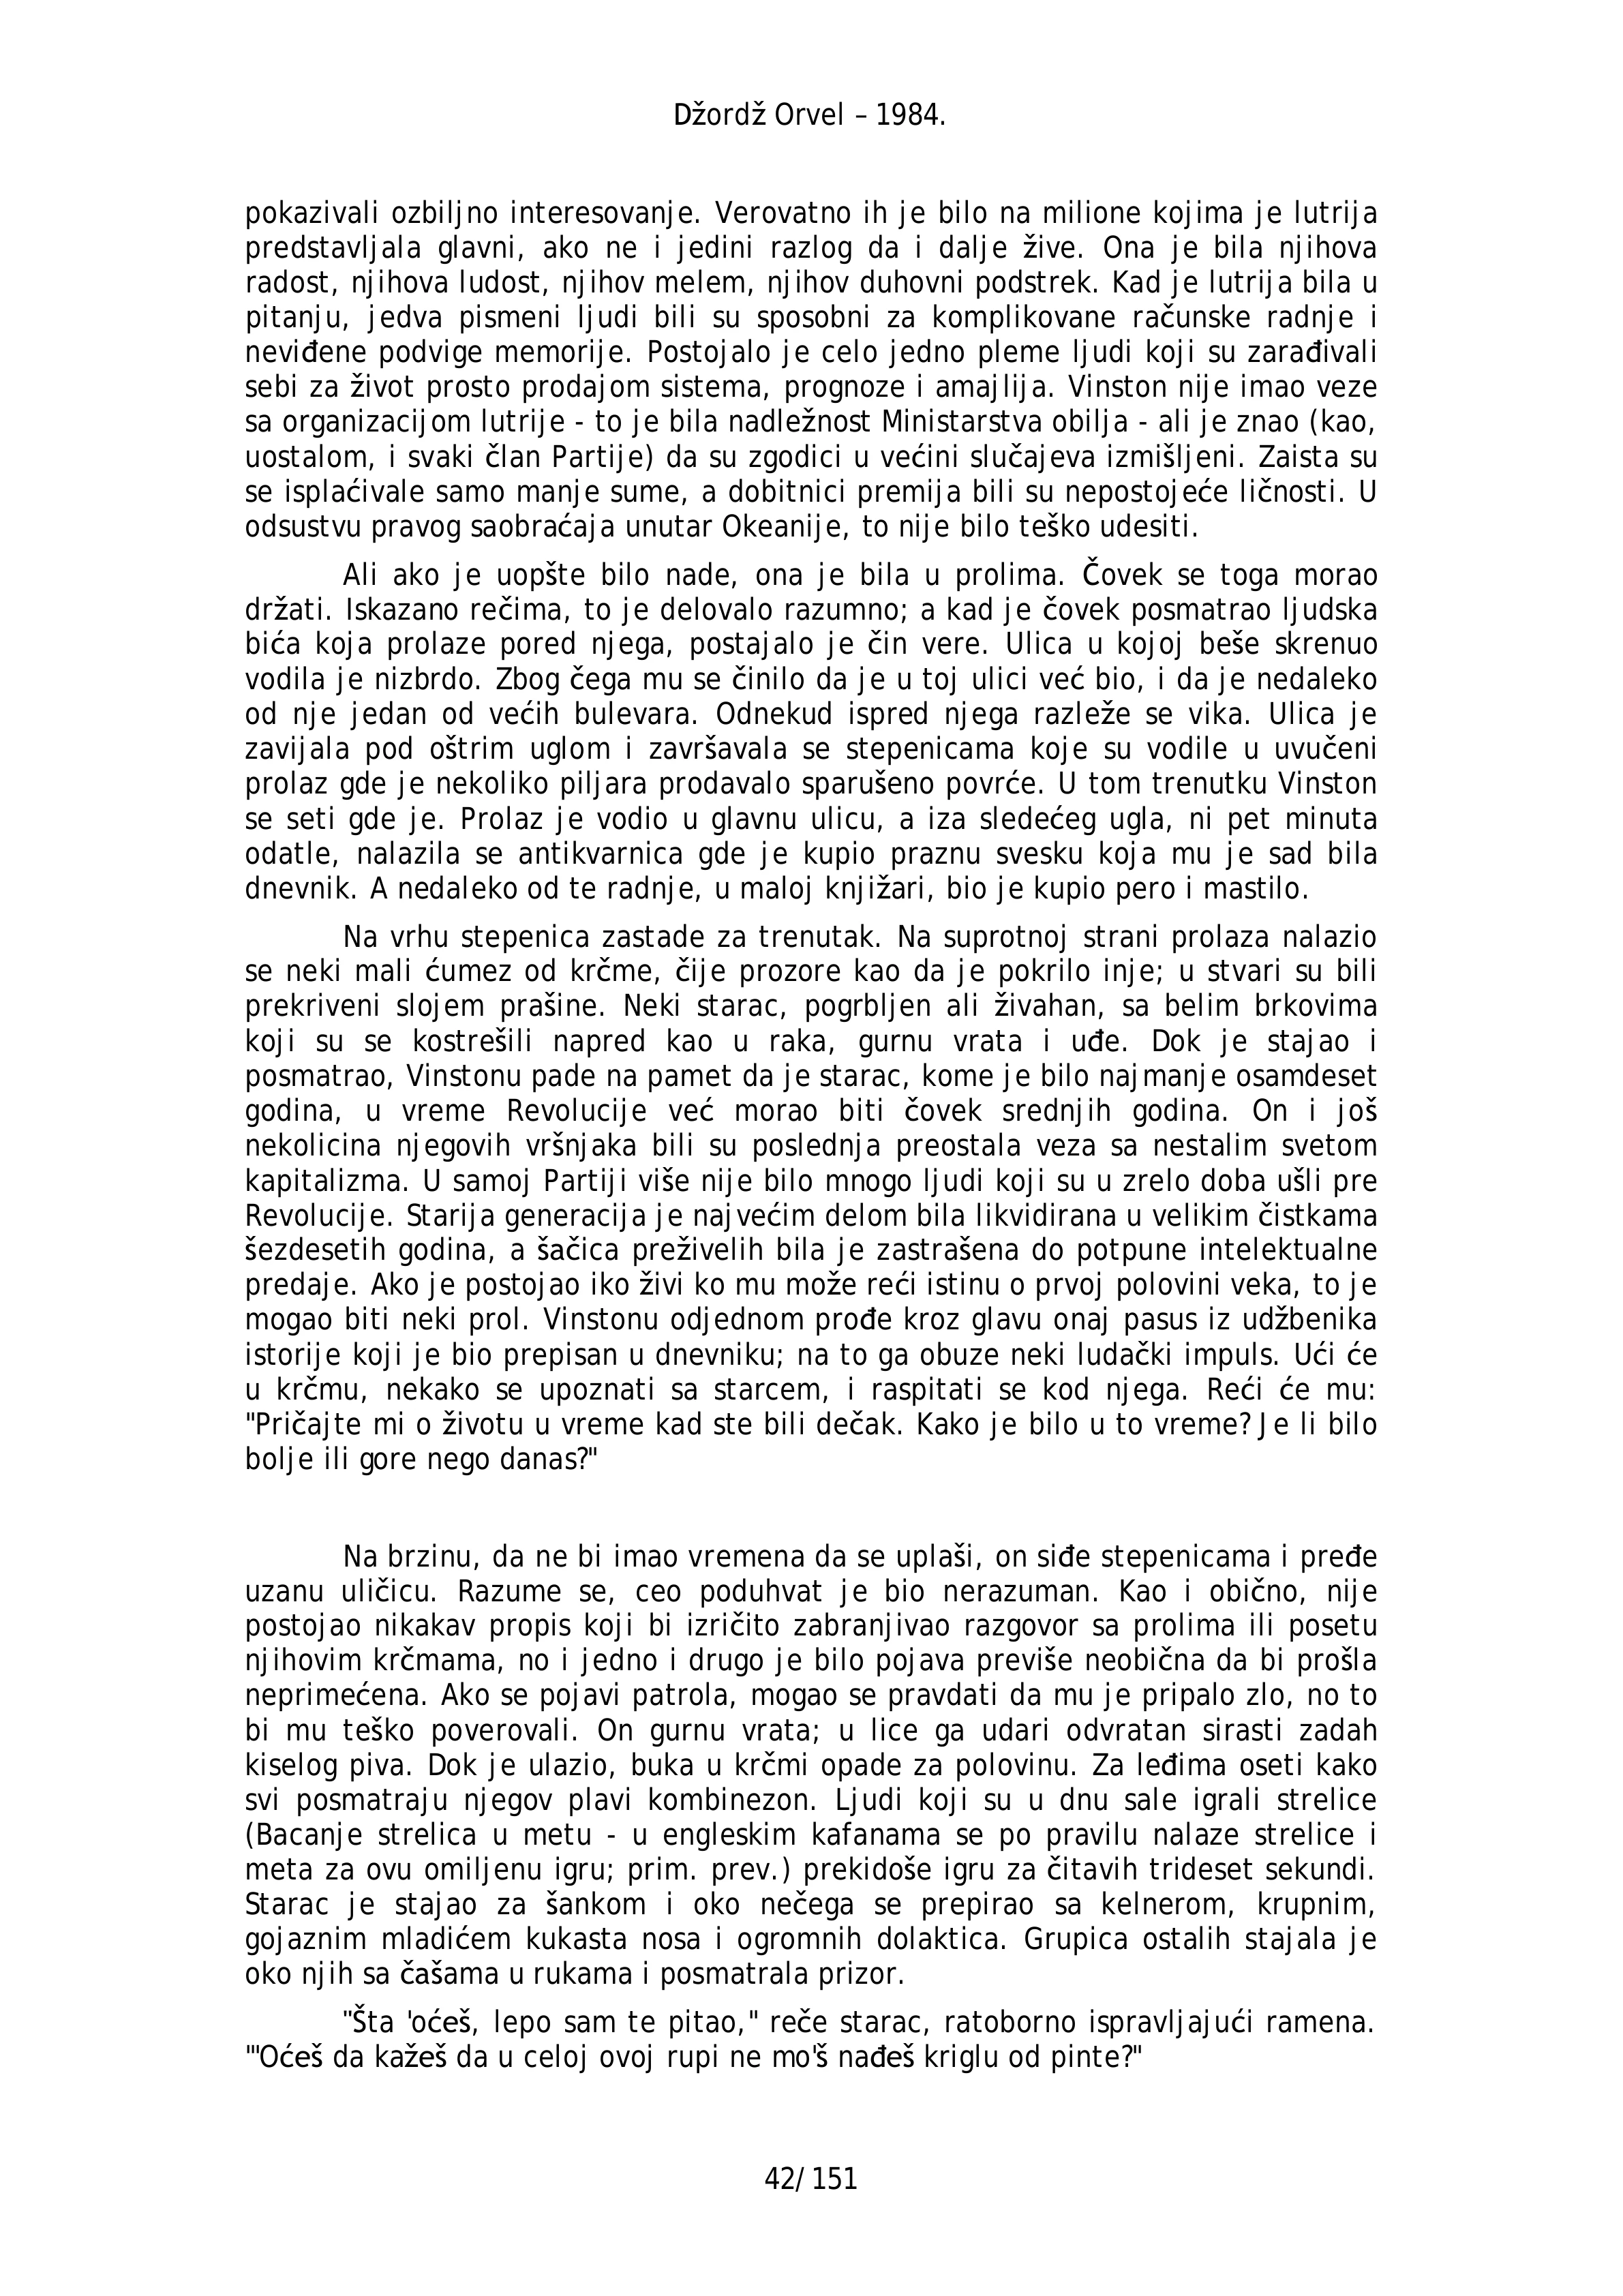 Džordž Orvel – 1984.
pokazivali ozbiljno interesovanje. Verovatno ih je bilo na milione kojima je lutrija
predstavljala glavni, ako ne i jedini razlog da i dalje žive. Ona je bila njihova
radost, njihova ludost, njihov melem, njihov duhovni podstrek. Kad je lutrija bila u
pitanju, jedva pismeni ljudi bili su sposobni za komplikovane računske radnje i
neviđene podvige memorije. Postojalo je celo jedno pleme ljudi koji su zarađivali
sebi za život prosto prodajom sistema, prognoze i amajlija. Vinston nije imao veze
sa organizacijom lutrije - to je bila nadležnost Ministarstva obilja - ali je znao (kao,
uostalom, i svaki član Partije) da su zgodici u većini slučajeva izmišljeni. Zaista su
se isplaćivale samo manje sume, a dobitnici premija bili su nepostojeće ličnosti. U
odsustvu pravog saobraćaja unutar Okeanije, to nije bilo teško udesiti.
Ali ako je uopšte bilo nade, ona je bila u prolima. Čovek se toga morao
držati. Iskazano rečima, to je delovalo razumno; a kad je čovek posmatrao ljudska
bića koja prolaze pored njega, postajalo je čin vere. Ulica u kojoj beše skrenuo
vodila je nizbrdo. Zbog čega mu se činilo da je u toj ulici već bio, i da je nedaleko
od nje jedan od većih bulevara. Odnekud ispred njega razleže se vika. Ulica je
zavijala pod oštrim uglom i završavala se stepenicama koje su vodile u uvučeni
prolaz gde je nekoliko piljara prodavalo sparušeno povrće. U tom trenutku Vinston
se seti gde je. Prolaz je vodio u glavnu ulicu, a iza sledećeg ugla, ni pet minuta
odatle, nalazila se antikvarnica gde je kupio praznu svesku koja mu je sad bila
dnevnik. A nedaleko od te radnje, u maloj knjižari, bio je kupio pero i mastilo.
Na vrhu stepenica zastade za trenutak. Na suprotnoj strani prolaza nalazio
se neki mali ćumez od krčme, čije prozore kao da je pokrilo inje; u stvari su bili
prekriveni slojem prašine. Neki starac, pogrbljen ali živahan, sa belim brkovima
koji su se kostrešili napred kao u raka, gurnu vrata i uđe. Dok je stajao i
posmatrao, Vinstonu pade na pamet da je starac, kome je bilo najmanje osamdeset
godina, u vreme Revolucije već morao biti čovek srednjih godina. On i još
nekolicina njegovih vršnjaka bili su poslednja preostala veza sa nestalim svetom
kapitalizma. U samoj Partiji više nije bilo mnogo ljudi koji su u zrelo doba ušli pre
Revolucije. Starija generacija je najvećim delom bila likvidirana u velikim čistkama
šezdesetih godina, a šačica preživelih bila je zastrašena do potpune intelektualne
predaje. Ako je postojao iko živi ko mu može reći istinu o prvoj polovini veka, to je
mogao biti neki prol. Vinstonu odjednom prođe kroz glavu onaj pasus iz udžbenika
istorije koji je bio prepisan u dnevniku; na to ga obuze neki ludački impuls. Ući će
u krčmu, nekako se upoznati sa starcem, i raspitati se kod njega. Reći će mu:
"Pričajte mi o životu u vreme kad ste bili dečak. Kako je bilo u to vreme? Je li bilo
bolje ili gore nego danas?"
Na brzinu, da ne bi imao vremena da se uplaši, on siđe stepenicama i pređe
uzanu uličicu. Razume se, ceo poduhvat je bio nerazuman. Kao i obično, nije
postojao nikakav propis koji bi izričito zabranjivao razgovor sa prolima ili posetu
njihovim krčmama, no i jedno i drugo je bilo pojava previše neobična da bi prošla
neprimećena. Ako se pojavi patrola, mogao se pravdati da mu je pripalo zlo, no to
bi mu teško poverovali. On gurnu vrata; u lice ga udari odvratan sirasti zadah
kiselog piva. Dok je ulazio, buka u krčmi opade za polovinu. Za leđima oseti kako
svi posmatraju njegov plavi kombinezon. Ljudi koji su u dnu sale igrali strelice
(Bacanje strelica u metu - u engleskim kafanama se po pravilu nalaze strelice i
meta za ovu omiljenu igru; prim. prev.) prekidoše igru za čitavih trideset sekundi.
Starac je stajao za šankom i oko nečega se prepirao sa kelnerom, krupnim,
gojaznim mladićem kukasta nosa i ogromnih dolaktica. Grupica ostalih stajala je
oko njih sa čašama u rukama i posmatrala prizor.
"Šta 'oćeš, lepo sam te pitao," reče starac, ratoborno ispravljajući ramena.
"'Oćeš da kažeš da u celoj ovoj rupi ne mo'š nađeš kriglu od pinte?"
42/ 151